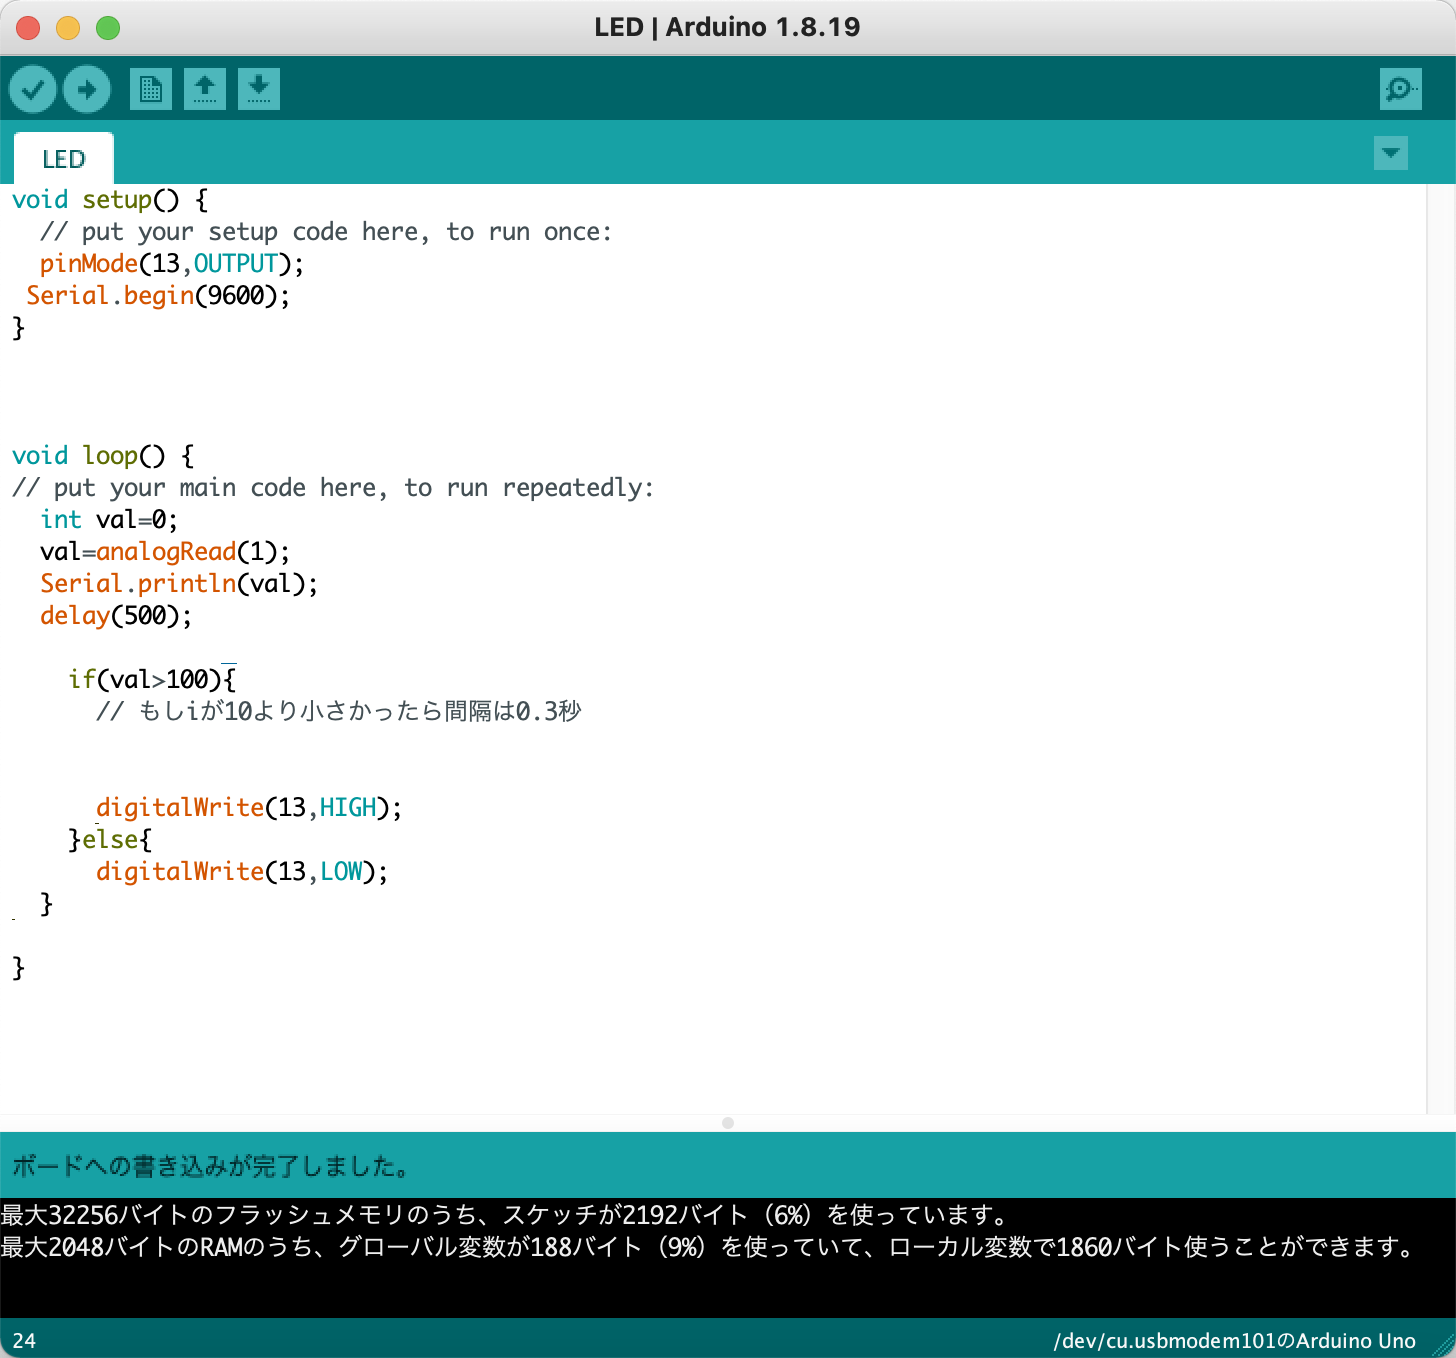 LED | Arduino 1.8.19
LED
void setup() {
  // put your setup code here, to run once:
  pinMode(13,OUTPUT);
 Serial.begin(9600);
}
void loop() {
// put your main code here, to run repeatedly:
  int val=0;
  val=analogRead(1);
  Serial.println(val);
  delay(500);
    if(val>100){
      // もしiが10より小さかったら間隔は0.3秒
      digitalWrite(13,HIGH);
    }else{
      digitalWrite(13,LOW);
  }
}
ボードへの書き込みが完了しました。
最大32256バイトのフラッシュメモリのうち、スケッチが2192バイト（6%）を使っています。
最大2048バイトのRAMのうち、グローバル変数が188バイト（9%）を使っていて、ローカル変数で1860バイト使うことができます。
24
/dev/cu.usbmodem101のArduino Uno